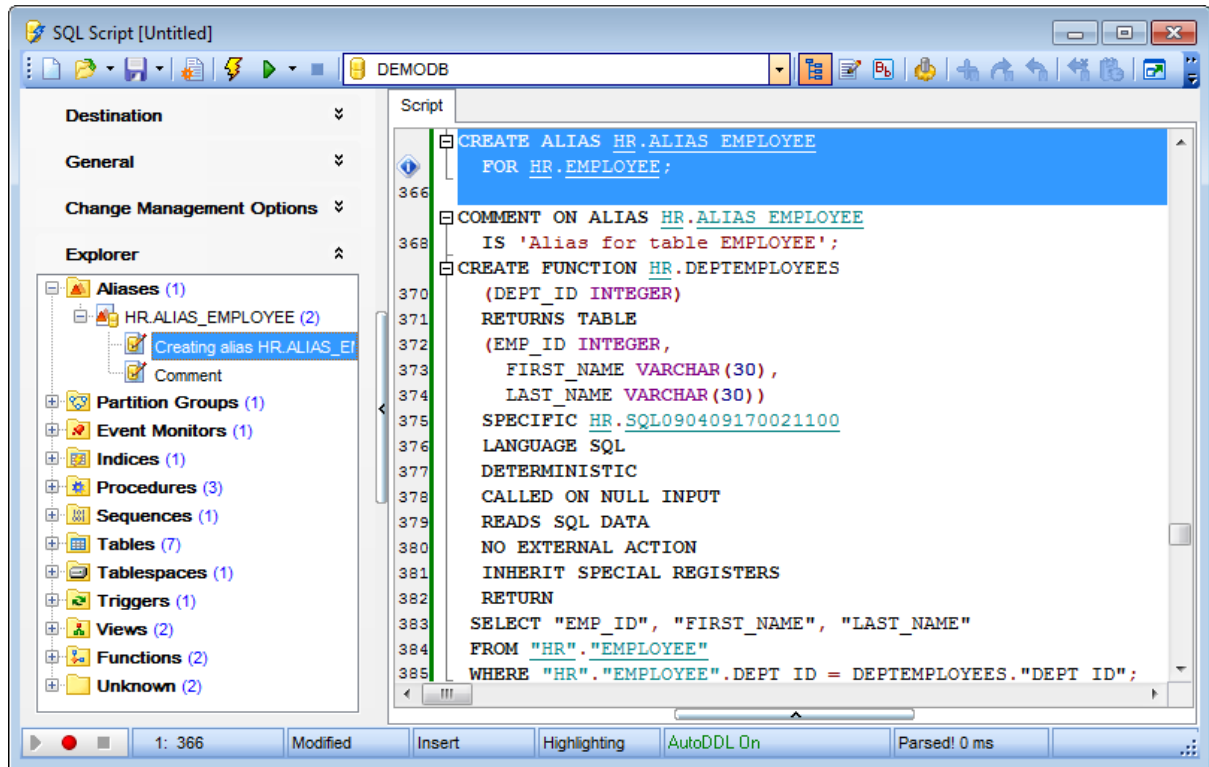 SQL Script [Untitled]
DEMODB
Destination
General
Change Management Options
Explorer
Aliases (1)
HR.ALIAS_EMPLOYEE (2)
Creating alias HR.ALIAS_EM
Comment
Partition Groups (1)
Event Monitors (1)
Indices (1)
Procedures (3)
Sequences (1)
Tables (7)
Tablespaces (1)
Triggers (1)
Views (2)
Functions (2)
Unknown (2)
Script
CREATE ALIAS HR.ALIAS_EMPLOYEE
FOR HR.EMPLOYEE;
366
COMMENT ON ALIAS HR.ALIAS_EMPLOYEE
368 IS 'Alias for table EMPLOYEE';
CREATE FUNCTION HR.DEPTEMPLOYEES
370 (DEPT_ID INTEGER)
371 RETURNS TABLE
372 (EMP_ID INTEGER,
373 FIRST_NAME VARCHAR(30),
374 LAST_NAME VARCHAR(30))
375 SPECIFIC HR.SQL090409170021100
376 LANGUAGE SQL
377 DETERMINISTIC
378 CALLED ON NULL INPUT
379 READS SQL DATA
380 NO EXTERNAL ACTION
381 INHERIT SPECIAL REGISTERS
382 RETURN
383 SELECT "EMP_ID", "FIRST_NAME", "LAST_NAME"
384 FROM "HR"."EMPLOYEE"
385 WHERE "HR"."EMPLOYEE".DEPT_ID = DEPTEMPLOYEES."DEPT_ID";
1: 366 Modified Insert Highlighting AutoDDL On Parsed! 0 ms